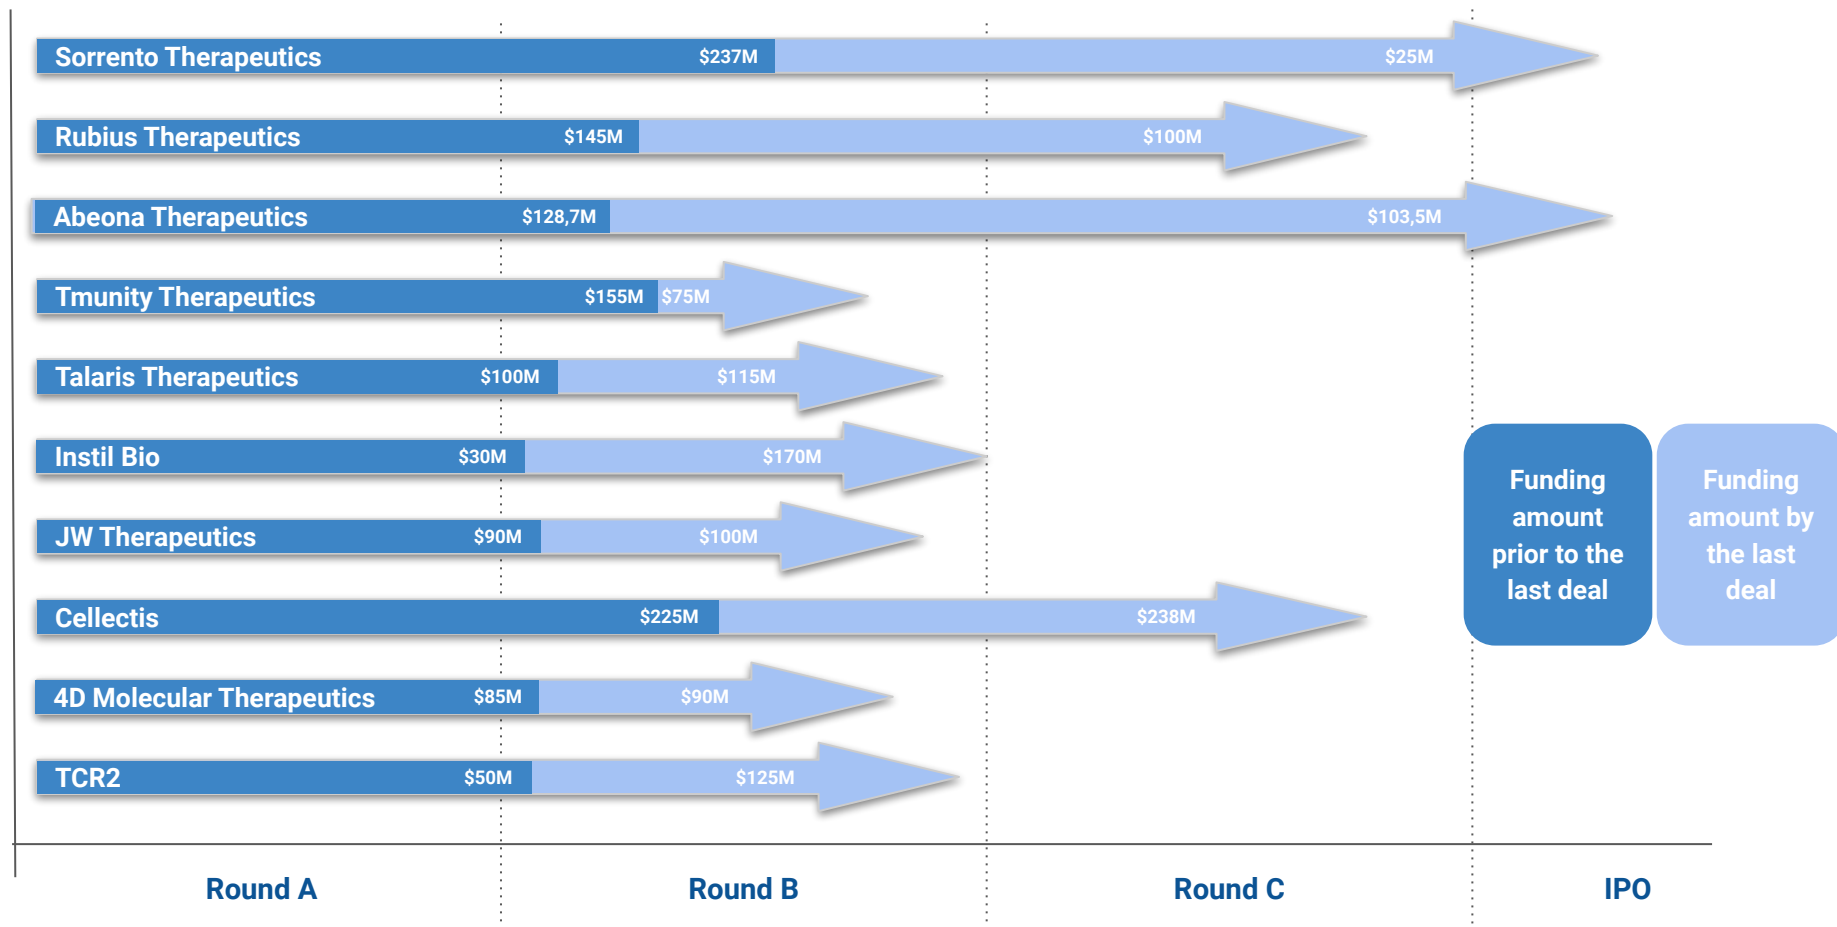 Sorrento Therapeutics $237M $25M
Rubius Therapeutics $145M $100M
Abeona Therapeutics $128,7M $103,5M
Tmunity Therapeutics $155M $75M
Talaris Therapeutics $100M $115M
Instil Bio $30M $170M
JW Therapeutics $90M $100M
Cellectis $225M $238M
4D Molecular Therapeutics $85M $90M
TCR2 $50M $125M
Funding
amount
prior to the
last deal
Funding
amount by
the last
deal
Round A Round B Round C IPO